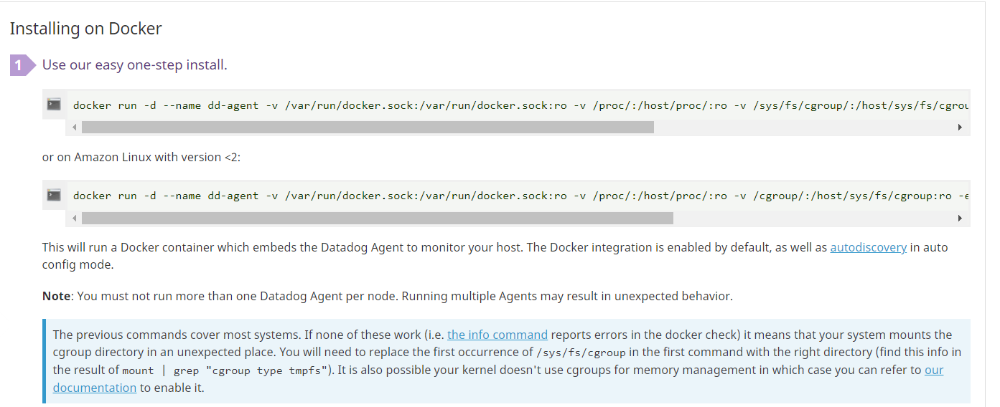 Installing on Docker
1 Use our easy one-step install.
docker run -d --name dd-agent -v /var/run/docker.sock:/var/run/docker.sock:ro -v /proc/:/host/proc/:ro -v /sys/fs/cgroup/:/host/sys/fs/cgrou
or on Amazon Linux with version <2:
docker run -d --name dd-agent -v /var/run/docker.sock:/var/run/docker.sock:ro -v /proc/:/host/proc/:ro -v /cgroup/:/host/sys/fs/cgroup:ro -e
This will run a Docker container which embeds the Datadog Agent to monitor your host. The Docker integration is enabled by default, as well as autodiscovery in auto
config mode.
Note: You must not run more than one Datadog Agent per node. Running multiple Agents may result in unexpected behavior.
The previous commands cover most systems. If none of these work (i.e. the info command reports errors in the docker check) it means that your system mounts the
cgroup directory in an unexpected place. You will need to replace the first occurrence of /sys/fs/cgroup in the first command with the right directory (find this info in
the result of mount | grep "cgroup type tmpfs"). It is also possible your kernel doesn't use cgroups for memory management in which case you can refer to our
documentation to enable it.